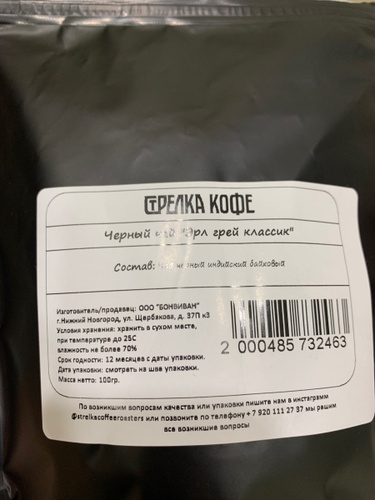 СТРЕЛКА КОФЕ
Черный чай "Эрл грей классик"
Состав: черный индийский байховый
Изготовитель/продавец: ООО "БОНВИВАН"
г.Нижний Новгород, ул. Щербакова, д. 37П к3
Условия хранения: хранить в сухом месте,
при температуре до 25С
влажность не более 70%
Срок годности: 12 месяцев с даты упаковки.
Дата упаковки: смотреть на шве упаковки.
Масса нетто: 100гр.
2 000485 732463
По возникшим вопросам качества или упаковки пишите нам в инстаграмм
@strelkacoffeeroasters или позвоните по телефону + 7 920 111 27 37 мы решим
все возникшие вопросы